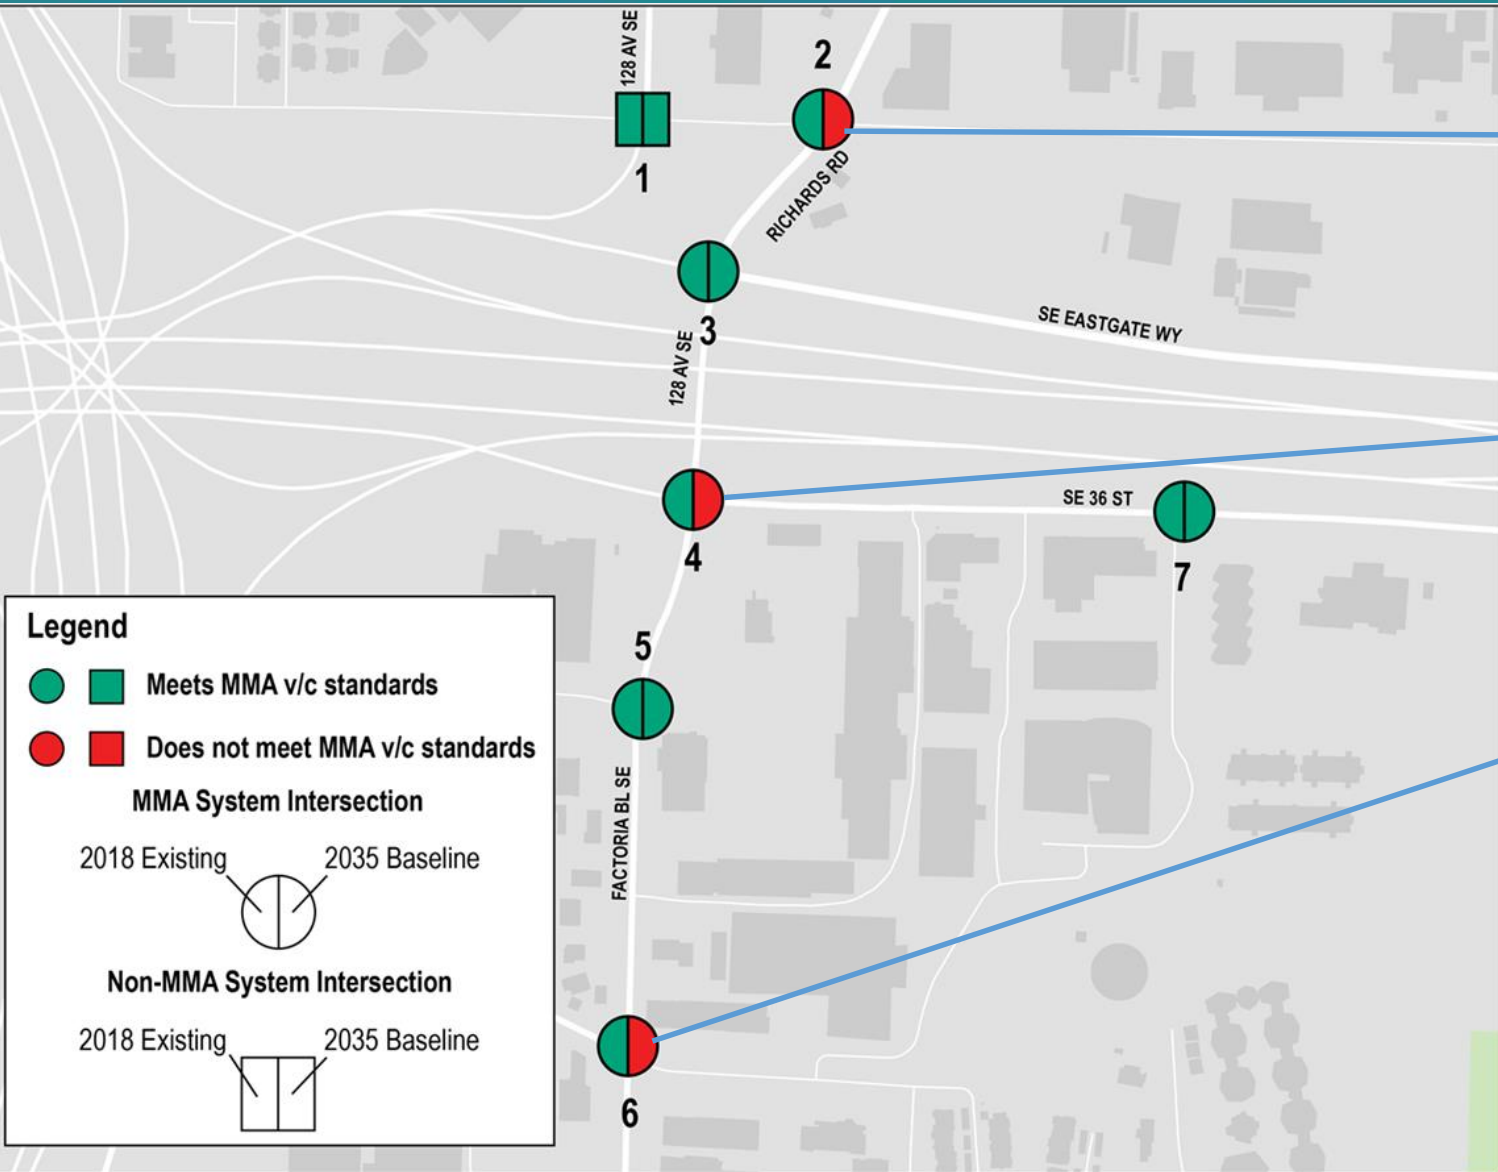 128 AV SE
2
1
RICHARDS RD
3
SE EASTGATE WY
128 AV SE
SE 36 ST
4
7
5
FACTORIA BL SE
6
Legend
Meets MMA v/c standards
Does not meet MMA v/c standards
MMA System Intersection
2018 Existing 2035 Baseline
Non-MMA System Intersection
2018 Existing 2035 Baseline